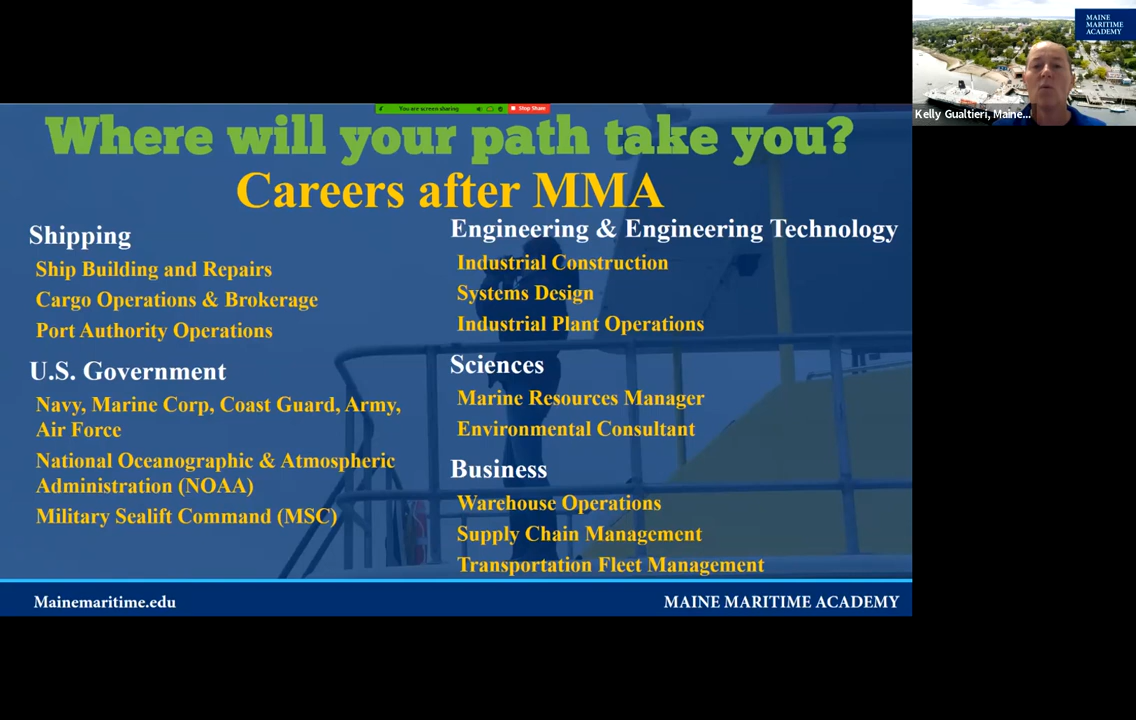 You are screen sharing
Stop Share
Where will your path take you?
Careers after MMA
Shipping
Ship Building and Repairs
Cargo Operations & Brokerage
Port Authority Operations
U.S. Government
Navy, Marine Corp, Coast Guard, Army,
Air Force
National Oceanographic & Atmospheric
Administration (NOAA)
Military Sealift Command (MSC)
Engineering & Engineering Technology
Industrial Construction
Systems Design
Industrial Plant Operations
Sciences
Marine Resources Manager
Environmental Consultant
Business
Warehouse Operations
Supply Chain Management
Transportation Fleet Management
Mainemaritime.edu
MAINE MARITIME ACADEMY
MAINE
MARITIME
ACADEMY
Kelly Gualtieri, Maine...